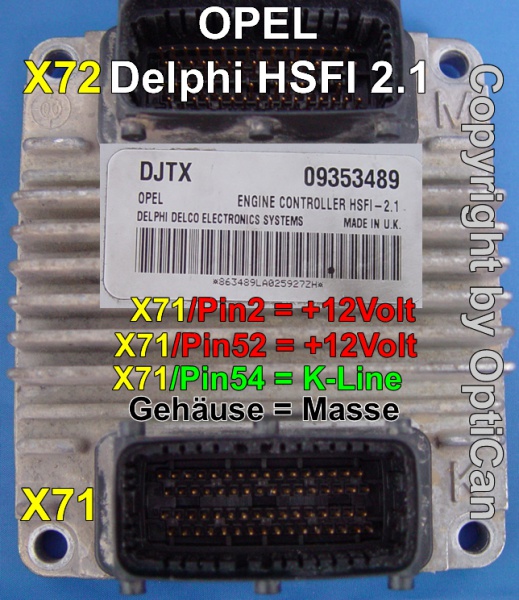 OPEL
X72 Delphi HSFI 2.1
M
DJTX 09353489
OPEL ENGINE CONTROLLER HSFI-2.1
DELPHI DELCO ELECTRONICS SYSTEMS MADE IN U.K.
*863489LA025927ZH*
X71/Pin2 = +12Volt
X71/Pin52 = +12Volt
X71/Pin54 = K-Line
Gehäuse = Masse
X71
K
Copyright by OptiCan